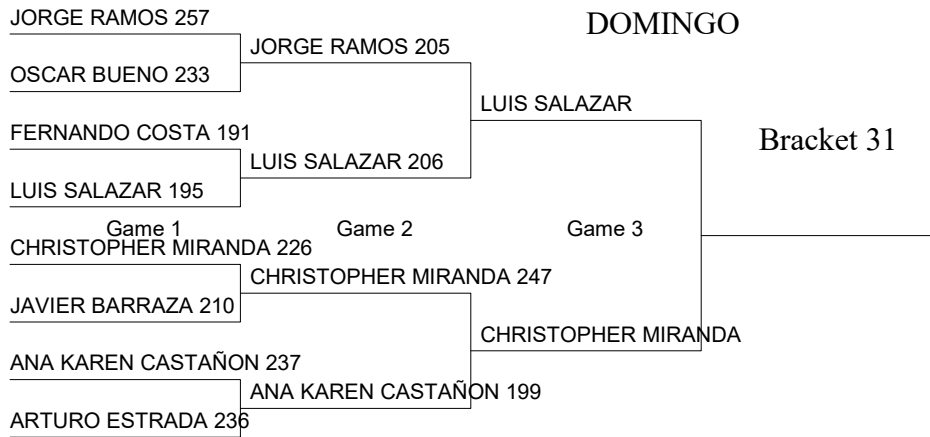 JORGE RAMOS 257
DOMINGO
JORGE RAMOS 205
OSCAR BUENO 233
LUIS SALAZAR
FERNANDO COSTA 191
Bracket 31
LUIS SALAZAR 206
LUIS SALAZAR 195
Game 1
Game 2
Game 3
CHRISTOPHER MIRANDA 226
CHRISTOPHER MIRANDA 247
JAVIER BARRAZA 210
CHRISTOPHER MIRANDA
ANA KAREN CASTAÑON 237
ANA KAREN CASTAÑON 199
ARTURO ESTRADA 236